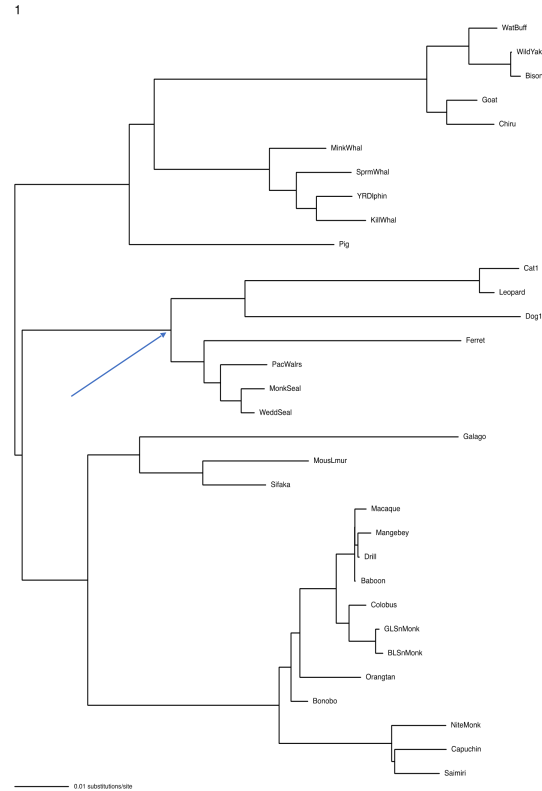 1
WatBuff
WildYak
Bison
Goat
Chiru
MinkWhal
SprmWhal
YRDlphin
KillWhal
Pig
Cat1
Leopard
Dog1
Ferret
PacWalrs
MonkSeal
WeddSeal
Galago
MousLmur
Sifaka
Macaque
Mangebey
Drill
Baboon
Colobus
GLSnMonk
BLSnMonk
Orangtan
Bonobo
NiteMonk
Capuchin
Saimiri
0.01 substitutions/site